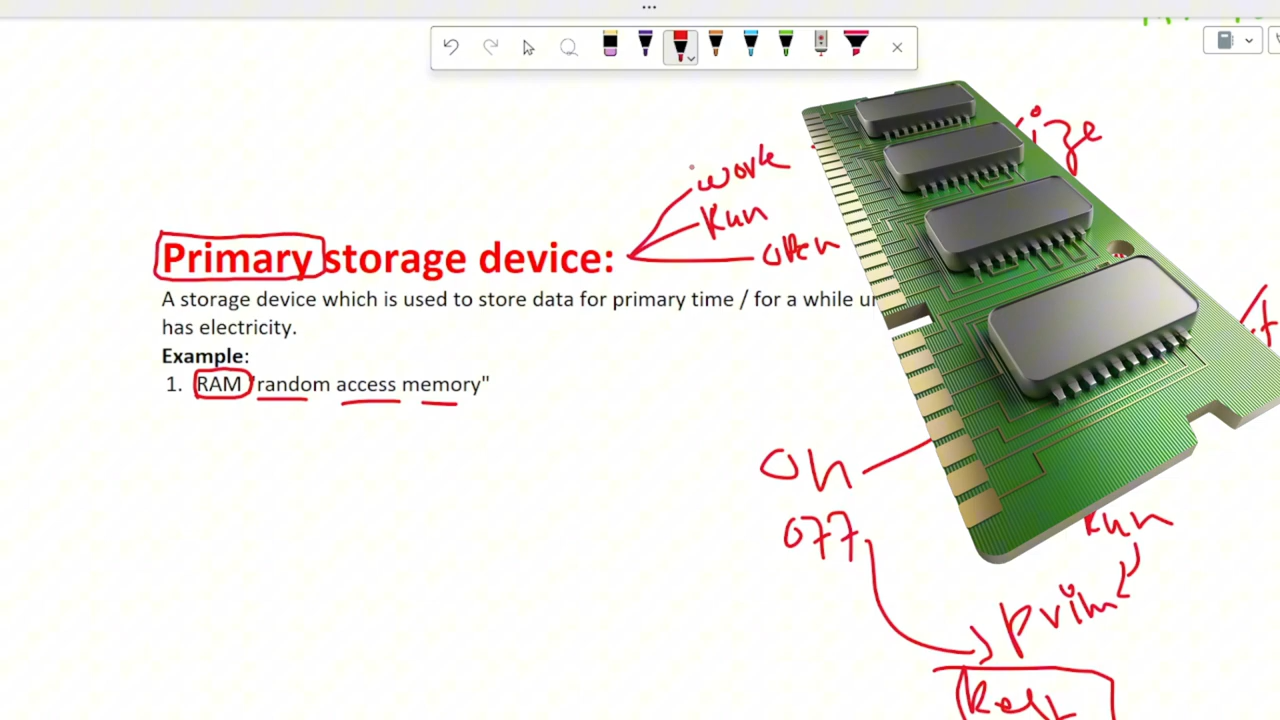 work
Run
open
Primary storage device:
A storage device which is used to store data for primary time / for a while
has electricity.
Example:
1. RAM "random access memory"
ize
On
OFF
Run
prim